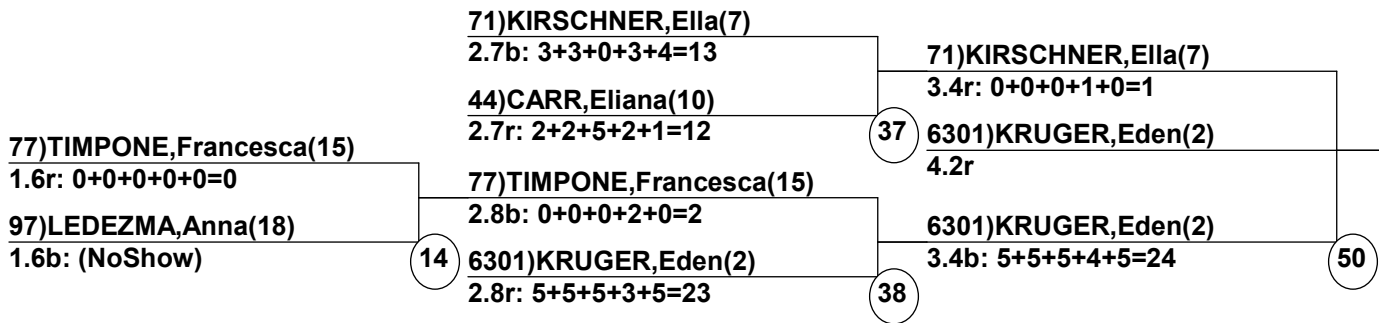 71)KIRSCHNER,Ella(7)
2.7b: 3+3+0+3+4=13
44)CARR,Eliana(10)
2.7r: 2+2+5+2+1=12
37
77)TIMPONE,Francesca(15)
1.6r: 0+0+0+0+0=0
97)LEDEZMA,Anna(18)
1.6b: (NoShow)
14
77)TIMPONE,Francesca(15)
2.8b: 0+0+0+2+0=2
6301)KRUGER,Eden(2)
2.8r: 5+5+5+3+5=23
38
71)KIRSCHNER,Ella(7)
3.4r: 0+0+0+1+0=1
6301)KRUGER,Eden(2)
4.2r
6301)KRUGER,Eden(2)
3.4b: 5+5+5+4+5=24
50